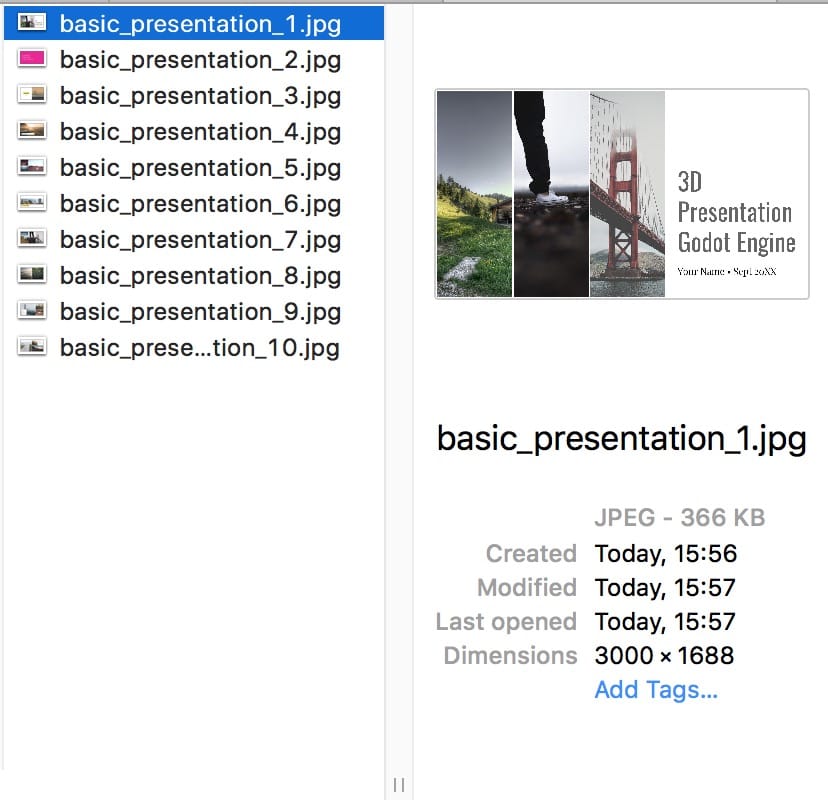 basic_presentation_1.jpg
basic_presentation_2.jpg
basic_presentation_3.jpg
basic_presentation_4.jpg
basic_presentation_5.jpg
basic_presentation_6.jpg
basic_presentation_7.jpg
basic_presentation_8.jpg
basic_presentation_9.jpg
basic_prese...tion_10.jpg
3D
Presentation
Godot Engine
Your Name • Sept 20XX
basic_presentation_1.jpg
JPEG - 366 KB
Created Today, 15:56
Modified Today, 15:57
Last opened Today, 15:57
Dimensions 3000 × 1688
Add Tags...